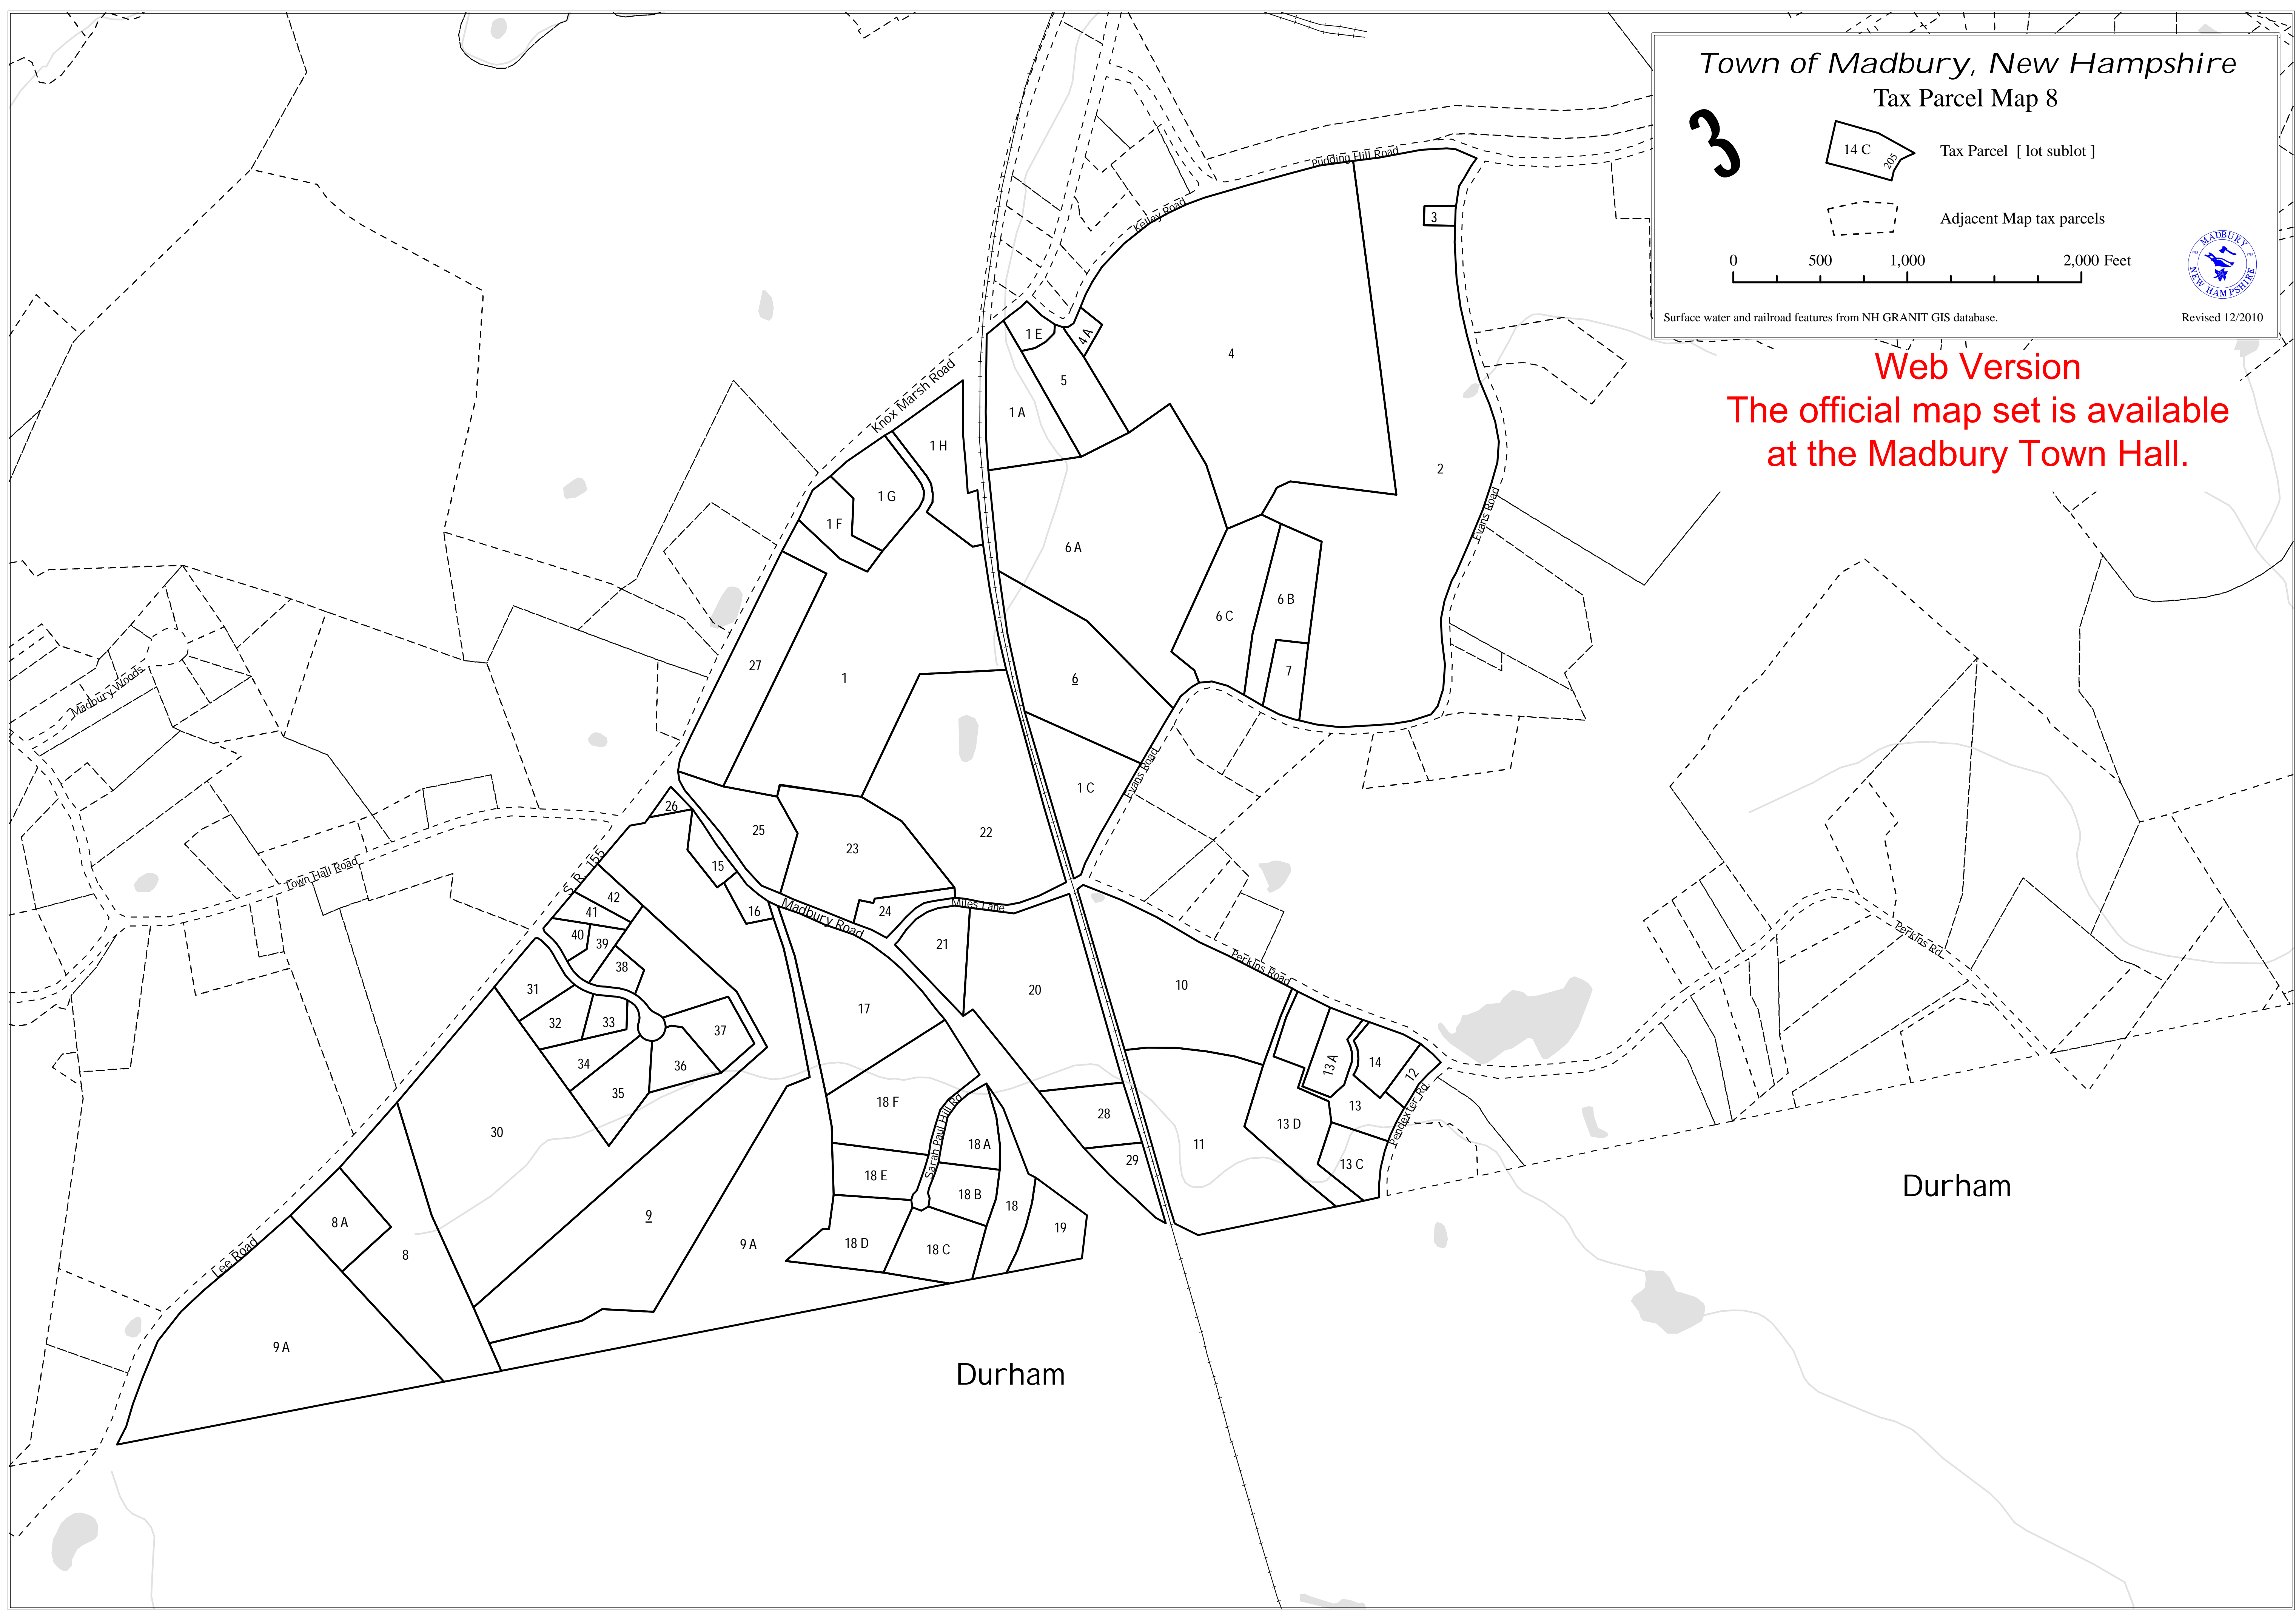 Town of Madbury, New Hampshire
Tax Parcel Map 8
3
14 C
205
Tax Parcel [ lot sublot ]
Adjacent Map tax parcels
0 500 1,000 2,000 Feet
MADBURY
NEW HAMPSHIRE
Surface water and railroad features from NH GRANIT GIS database.
Revised 12/2010
Web Version
The official map set is available
at the Madbury Town Hall.
Pudding Hill Road
Kelley Road
3
1 E
4 A
4
5
1 A
Knox Marsh Road
1 H
2
1 G
1 F
Evans Road
6 A
6 B
6 C
7
27
1
6
Madbury Woods
1 C
Evans Road
26
25
22
23
15
Town Hall Road
S.R. 155
42
41
16
24
Miles Lane
Madbury Road
40
39
21
38
Perkins Road
Perkins Rd
31
20
10
17
32
33
37
34
36
13 A
14
12
35
18 F
28
13
Pendexter Rd
30
Sarah Paul Hill Rd
18 A
11
13 D
29
18 E
13 C
18 B
Durham
18
8 A
9
19
18 D
18 C
9 A
8
Lee Road
9 A
Durham